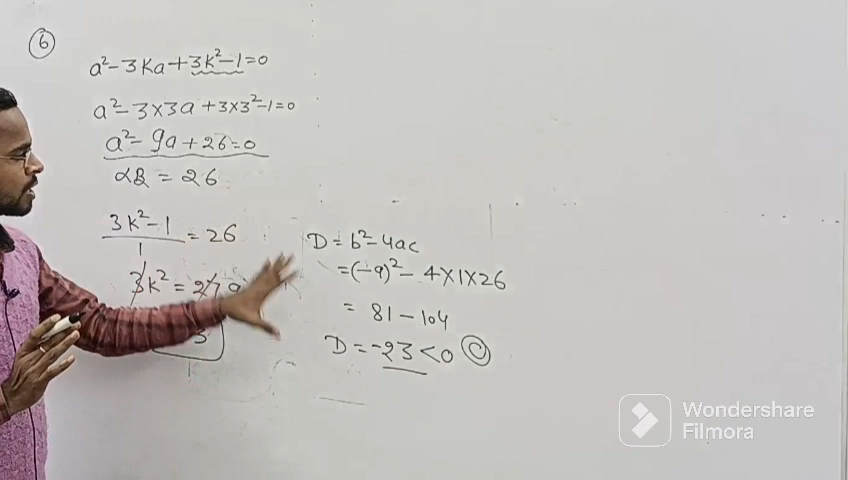 6
a²-3Ka+3k²-1=0
a²-3×3a+3×3²-1=0
a²-9a+26=0
αβ = 26
3k²-1
1
= 26
3k² = 27 9
3
D = b²-4ac
= (-9)² - 4×1×26
= 81-104
D = -23<0 C
Wondershare
Filmora